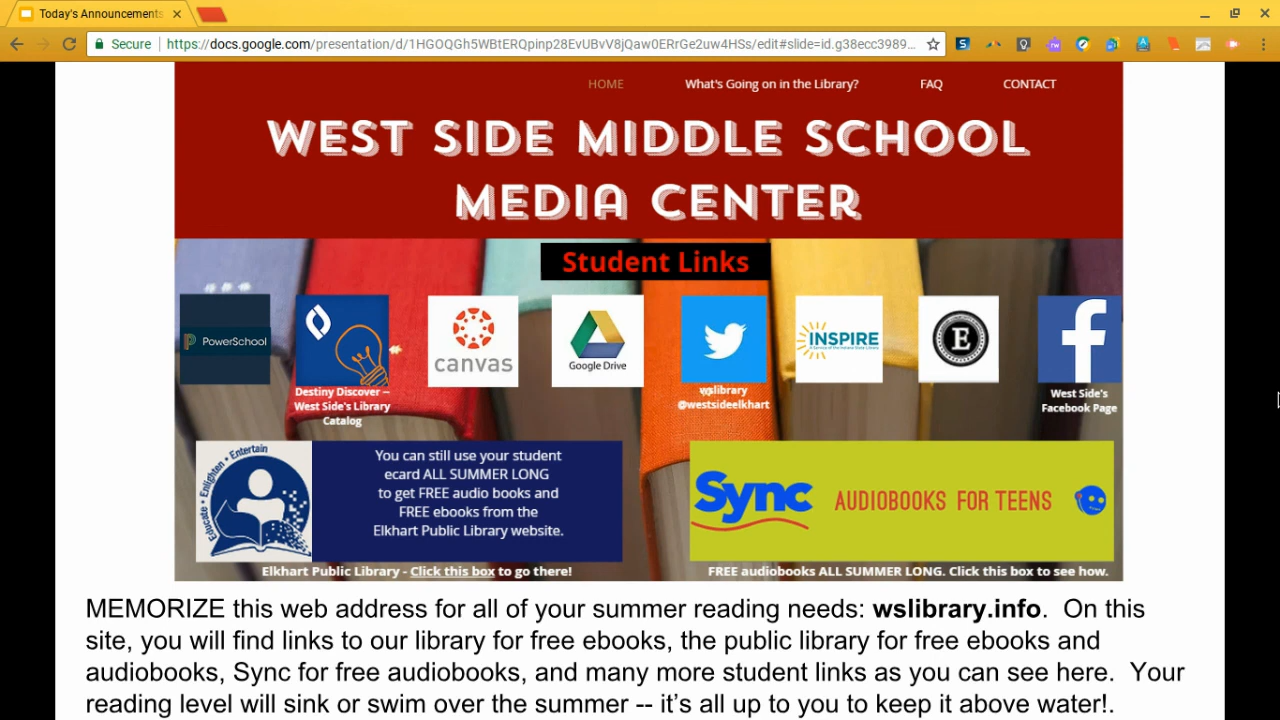 Today's Announcements
Secure
https://docs.google.com/presentation/d/1HGOQGh5WBtERQpinp28EvUBvV8jQaw0ERrGe2uw4HSs/edit#slide=id.g38ecc3989...
HOME What's Going on in the Library? FAQ CONTACT
WEST SIDE MIDDLE SCHOOL
MEDIA CENTER
Student Links
PowerSchool
canvas
Google Drive
INSPIRE
E
Destiny Discover --
West Side's Library
Catalog
wslibrary
@westsideelkhart
West Side's
Facebook Page
Educate • Enlighten • Entertain
You can still use your student
ecard ALL SUMMER LONG
to get FREE audio books and
FREE ebooks from the
Elkhart Public Library website.
Sync AUDIOBOOKS FOR TEENS
Elkhart Public Library - Click this box to go there!
FREE audiobooks ALL SUMMER LONG. Click this box to see how.
MEMORIZE this web address for all of your summer reading needs: wslibrary.info. On this
site, you will find links to our library for free ebooks, the public library for free ebooks and
audiobooks, Sync for free audiobooks, and many more student links as you can see here. Your
reading level will sink or swim over the summer -- it's all up to you to keep it above water!.